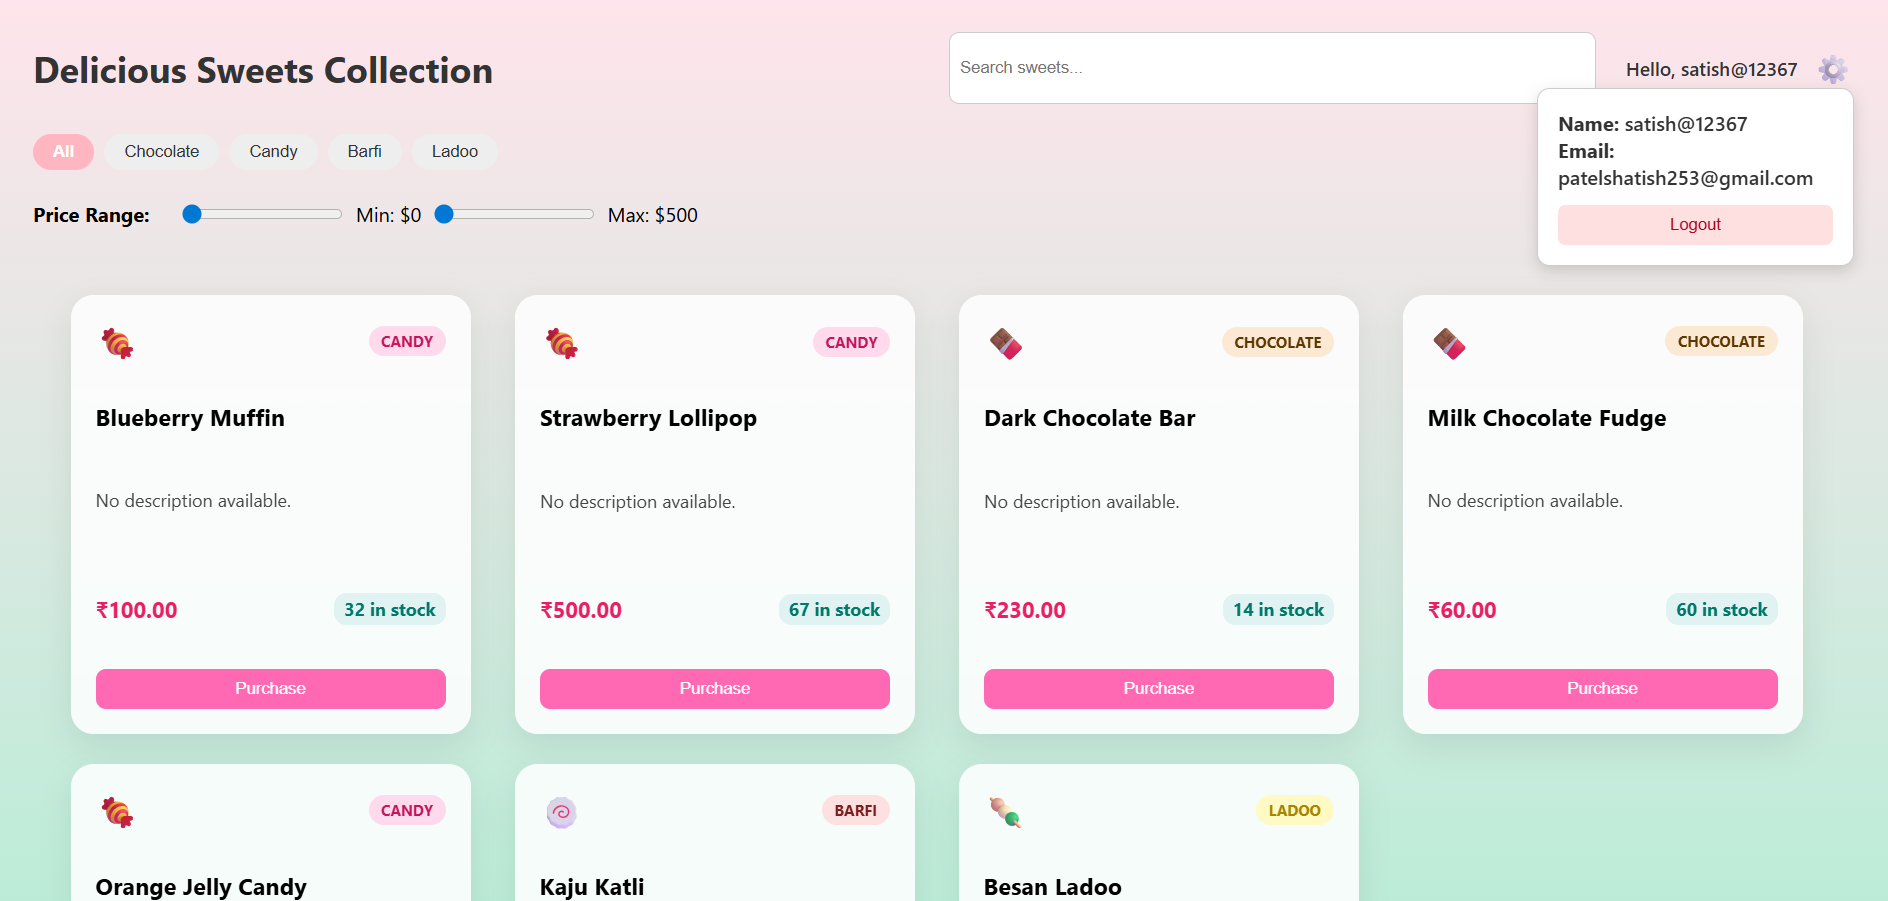 Delicious Sweets Collection
Search sweets...
Hello, satish@12367
Name: satish@12367
Email:
patelshatish253@gmail.com
Logout
All Chocolate Candy Barfi Ladoo
Price Range: Min: $0 Max: $500
CANDY
Blueberry Muffin
No description available.
₹100.00 32 in stock
Purchase
CANDY
Strawberry Lollipop
No description available.
₹500.00 67 in stock
Purchase
CHOCOLATE
Dark Chocolate Bar
No description available.
₹230.00 14 in stock
Purchase
CHOCOLATE
Milk Chocolate Fudge
No description available.
₹60.00 60 in stock
Purchase
CANDY
Orange Jelly Candy
BARFI
Kaju Katli
LADOO
Besan Ladoo